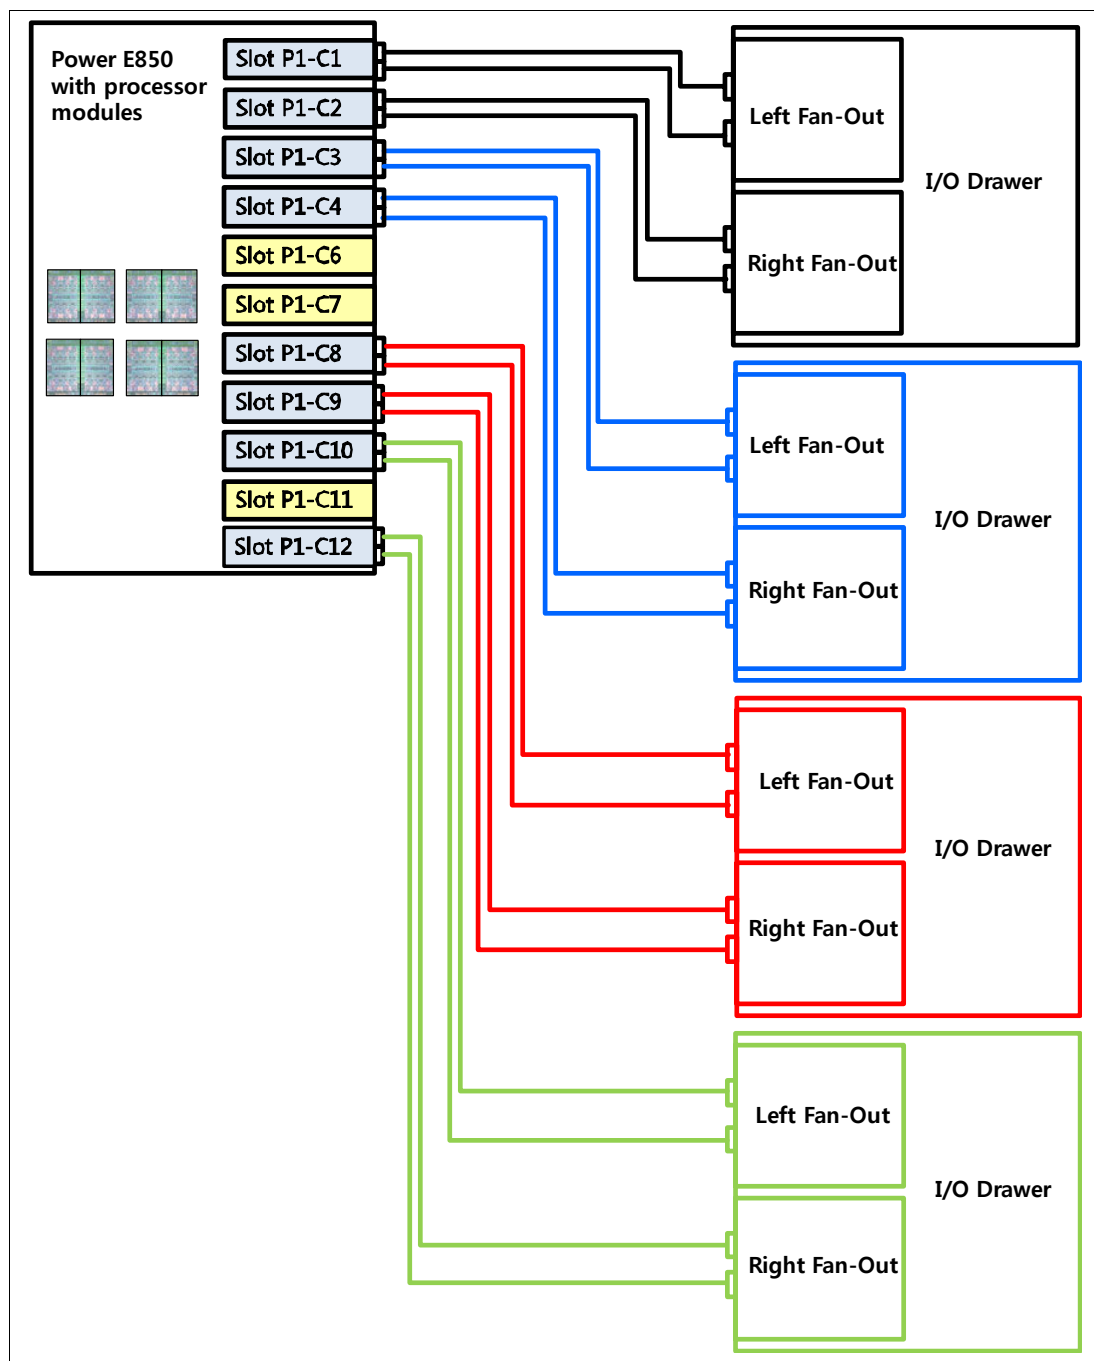 Power E850
with processor
modules
Slot P1-C1
Slot P1-C2
Slot P1-C3
Slot P1-C4
Slot P1-C6
Slot P1-C7
Slot P1-C8
Slot P1-C9
Slot P1-C10
Slot P1-C11
Slot P1-C12
Left Fan-Out
I/O Drawer
Right Fan-Out
Left Fan-Out
I/O Drawer
Right Fan-Out
Left Fan-Out
I/O Drawer
Right Fan-Out
Left Fan-Out
I/O Drawer
Right Fan-Out